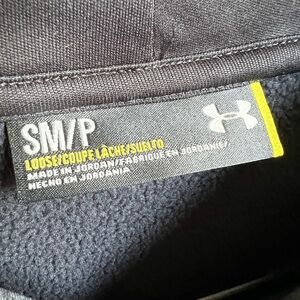 SM/P
LOOSE/COUPE LÂCHE/SUELTO
MADE IN JORDAN/FABRIQUÉ EN JORDANIE/
HECHO EN JORDANIA